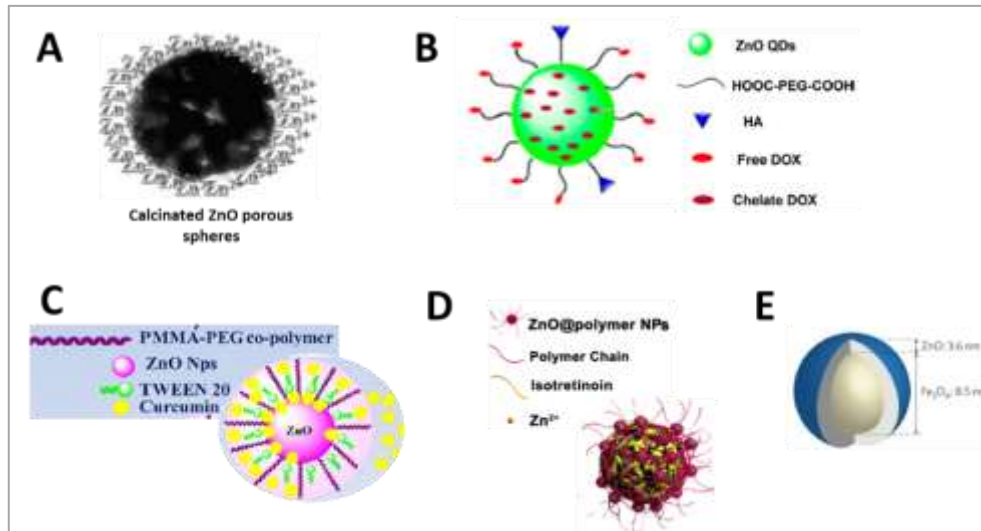 A
Calcinated ZnO porous
spheres
B
ZnO QDs
HOOC-PEG-COOH
HA
Free DOX
Chelate DOX
C
PMMA-PEG co-polymer
ZnO Nps
TWEEN 20
Curcumin
ZnO
D
ZnO@polymer NPs
Polymer Chain
Isotretinoin
Zn²⁺
E
ZnO: 3.6 nm
Fe₃O₄: 8.5 n